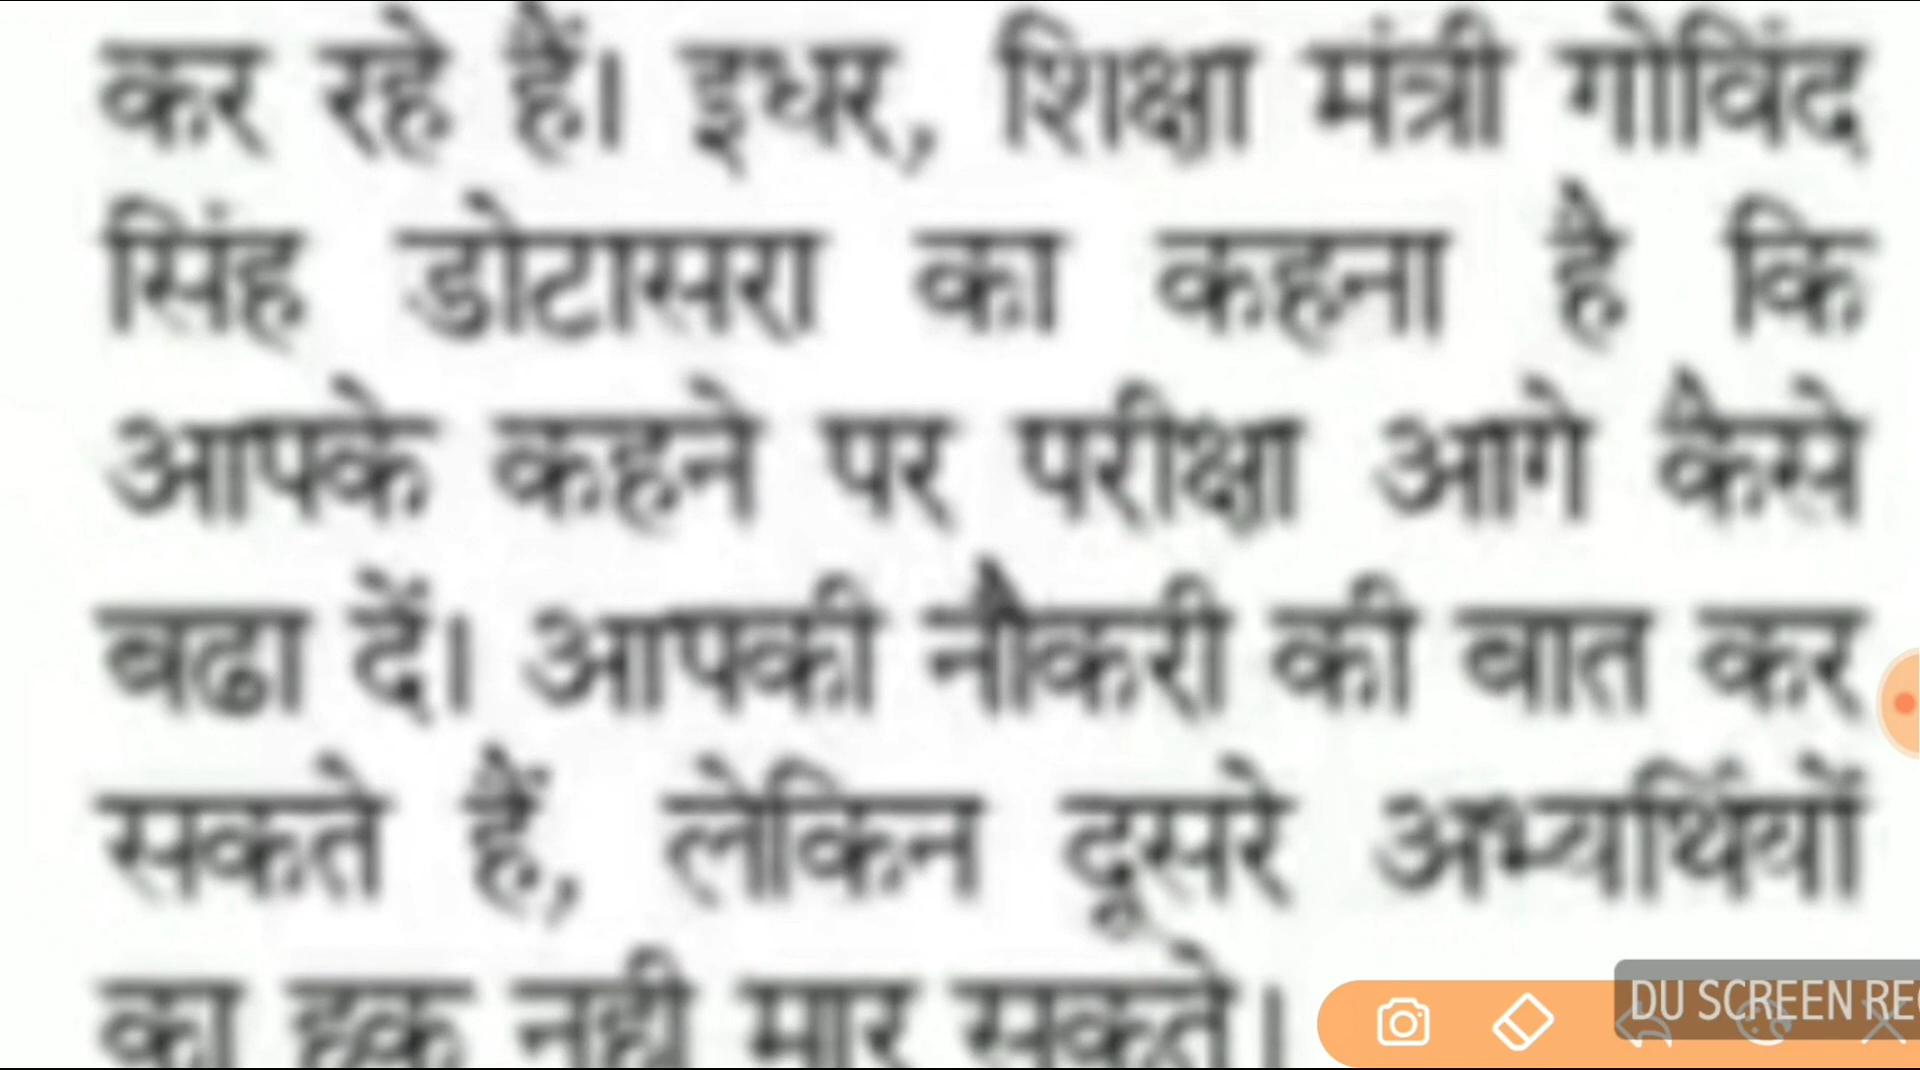 कर रहे हैं। इधर, शिक्षा मंत्री गोविंद
सिंह डोटासरा का कहना है कि
आपके कहने पर परीक्षा आगे कैसे
बढा दें। आपकी नौकरी की बात कर
सकते हैं, लेकिन दूसरे अभ्यर्थियों
का हक नही मार सकते।
DU SCREEN REC